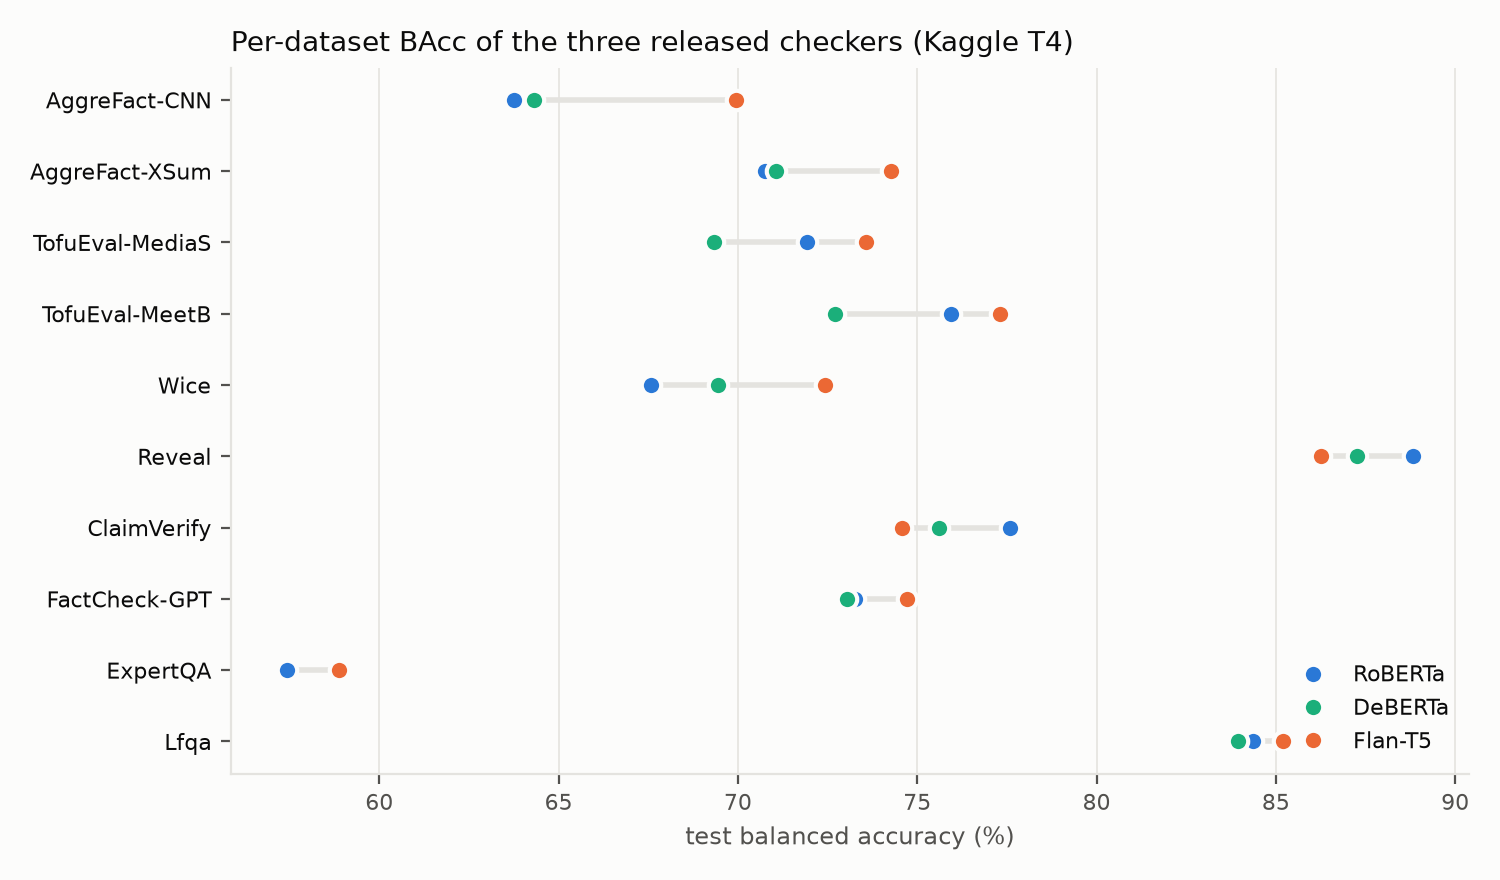 Per-dataset BAcc of the three released checkers (Kaggle T4)
AggreFact-CNN
AggreFact-XSum
TofuEval-MediaS
TofuEval-MeetB
Wice
Reveal
ClaimVerify
FactCheck-GPT
ExpertQA
Lfqa
RoBERTa
DeBERTa
Flan-T5
60 65 70 75 80 85 90
test balanced accuracy (%)